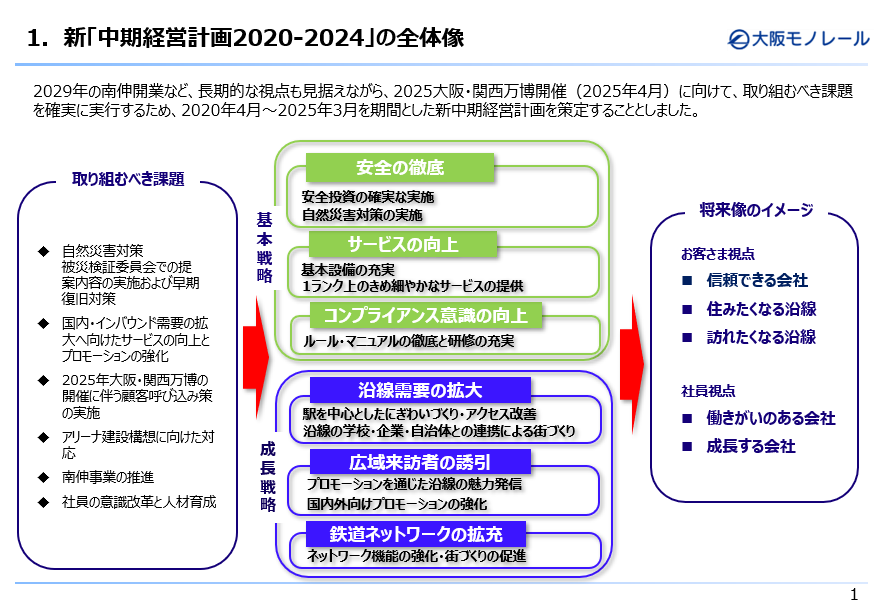 1. 新「中期経営計画2020-2024」の全体像
大阪モノレール
2029年の南伸開業など、長期的な視点も見据えながら、2025大阪・関西万博開催（2025年4月）に向けて、取り組むべき課題
を確実に実行するため、2020年4月～2025年3月を期間とした新中期経営計画を策定することとしました。
取り組むべき課題
◆ 自然災害対策
被災検証委員会での提
案内容の実施および早期
復旧対策
◆ 国内・インバウンド需要の拡
大へ向けたサービスの向上と
プロモーションの強化
◆ 2025年大阪・関西万博の
開催に伴う顧客呼び込み策
の実施
◆ アリーナ建設構想に向けた対
応
◆ 南伸事業の推進
◆ 社員の意識改革と人材育成
基本戦略
安全の徹底
安全投資の確実な実施
自然災害対策の実施
サービスの向上
基本設備の充実
1ランク上のきめ細やかなサービスの提供
コンプライアンス意識の向上
ルール・マニュアルの徹底と研修の充実
成長戦略
沿線需要の拡大
駅を中心としたにぎわいづくり・アクセス改善
沿線の学校・企業・自治体との連携による街づくり
広域来訪者の誘引
プロモーションを通じた沿線の魅力発信
国内外向けプロモーションの強化
鉄道ネットワークの拡充
ネットワーク機能の強化・街づくりの促進
将来像のイメージ
お客さま視点
■ 信頼できる会社
■ 住みたくなる沿線
■ 訪れたくなる沿線
社員視点
■ 働きがいのある会社
■ 成長する会社
1